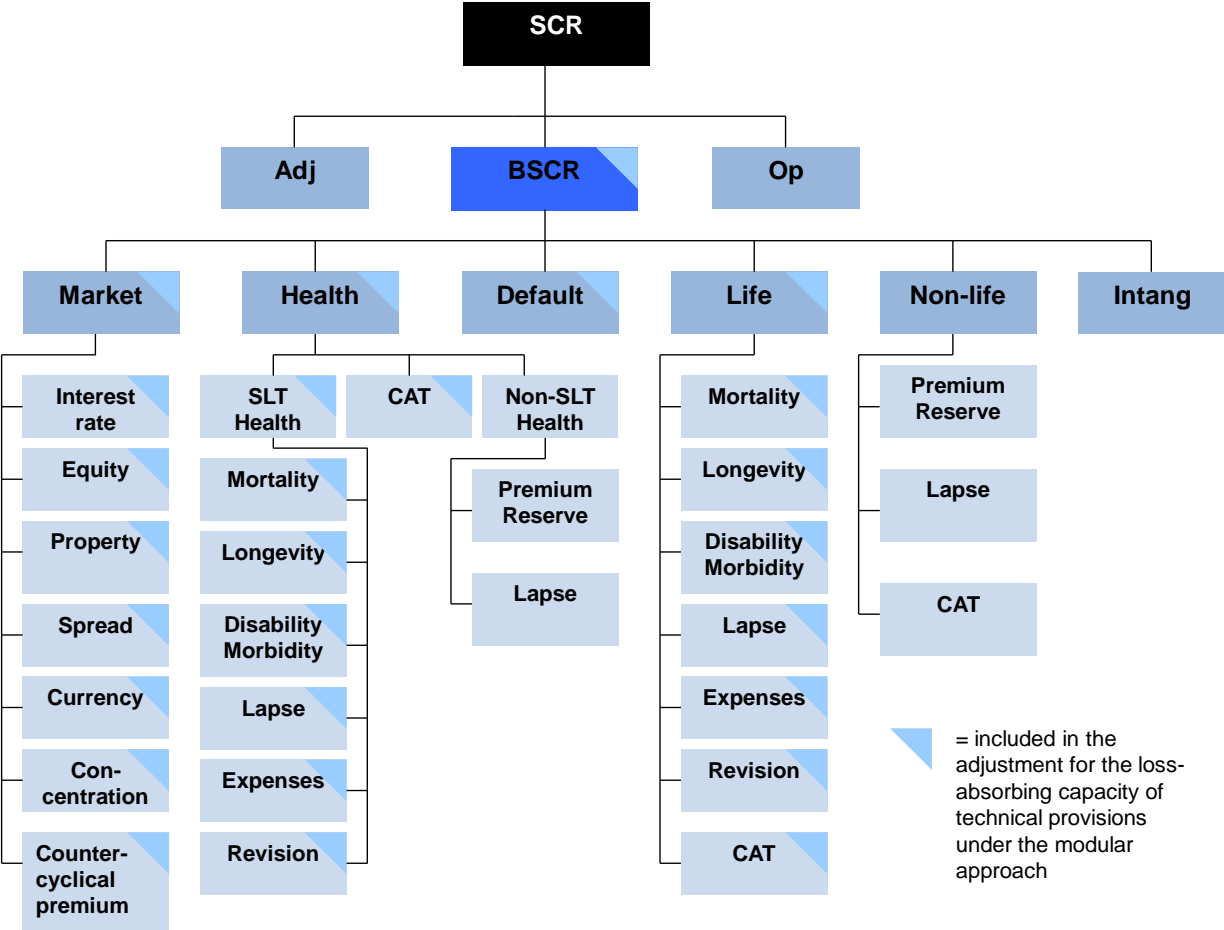 SCR
Adj
BSCR
Op
Market
Health
Default
Life
Non-life
Intang
Interest
rate
Equity
Property
Spread
Currency
Con-
centration
Counter-
cyclical
premium
SLT
Health
CAT
Non-SLT
Health
Mortality
Longevity
Disability
Morbidity
Lapse
Expenses
Revision
Premium
Reserve
Lapse
Mortality
Longevity
Disability
Morbidity
Lapse
Expenses
Revision
CAT
Premium
Reserve
Lapse
CAT
= included in the
adjustment for the loss-
absorbing capacity of
technical provisions
under the modular
approach